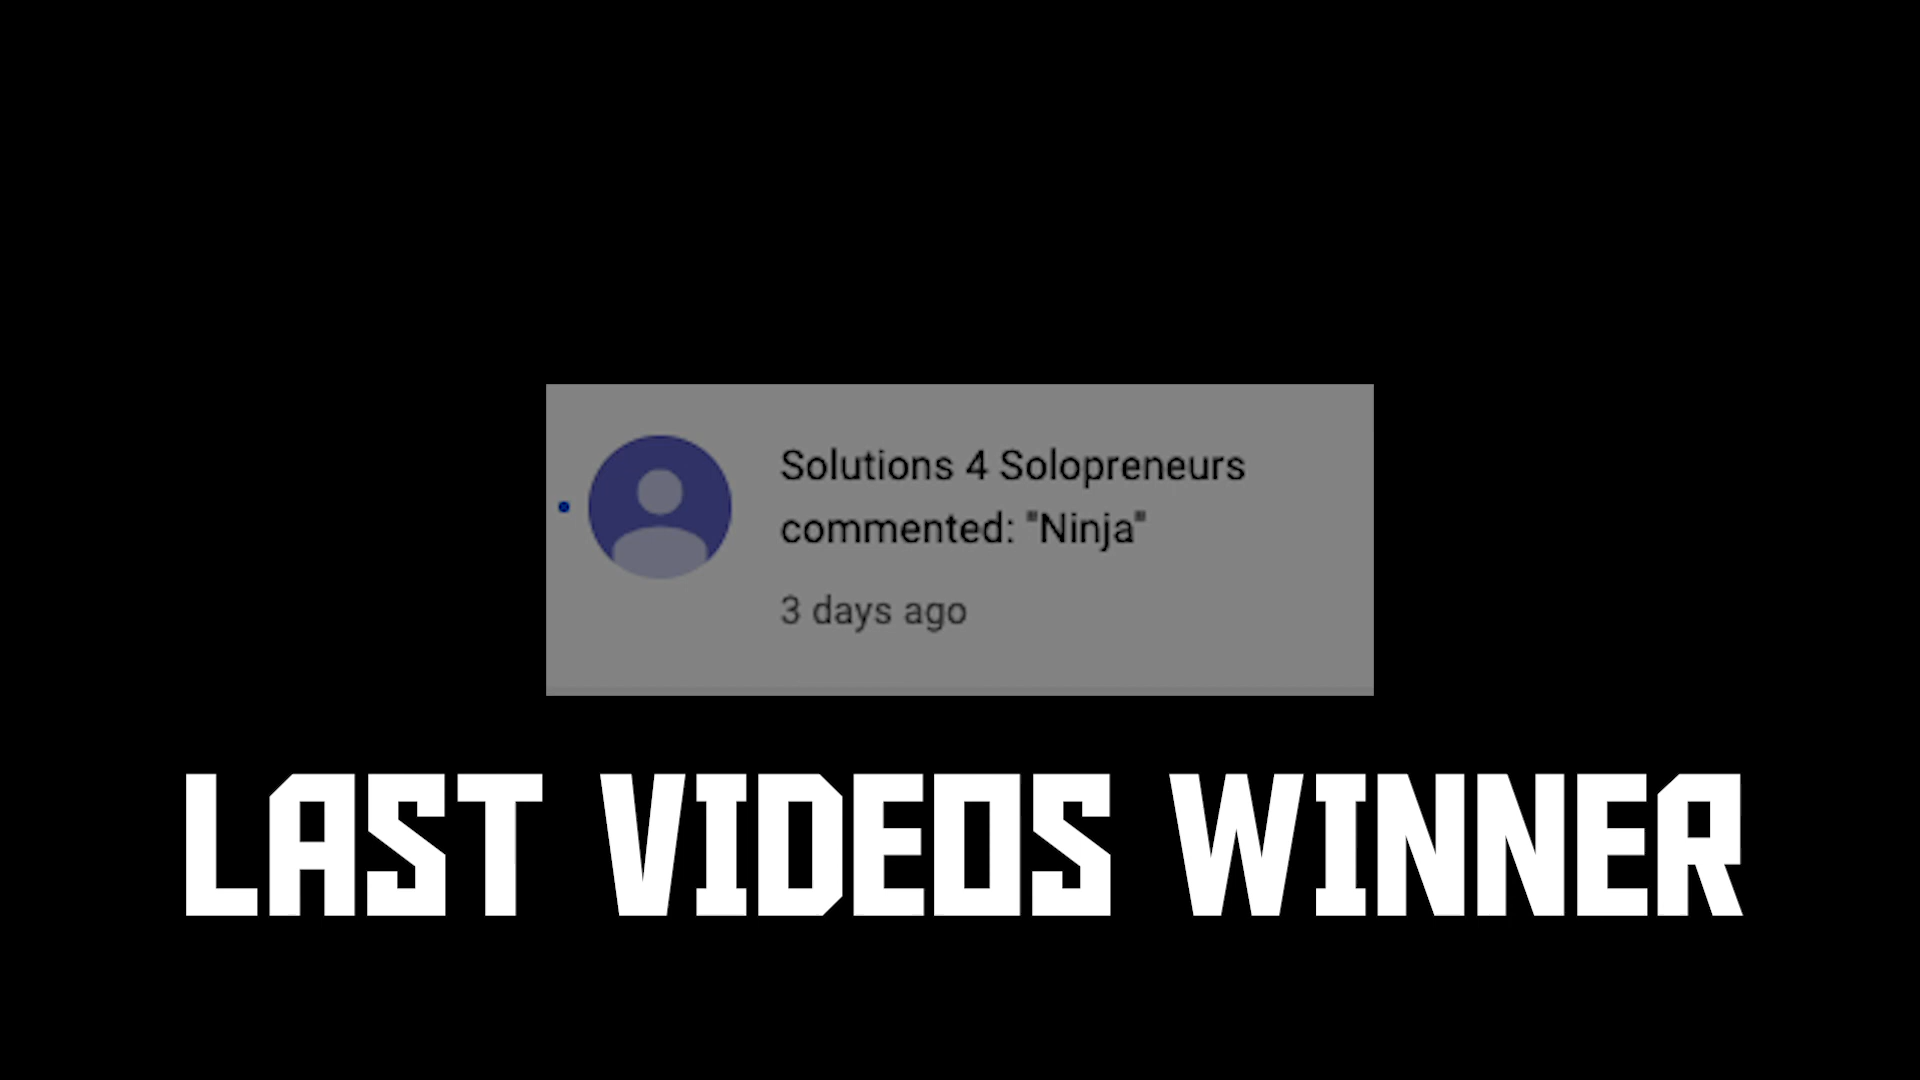 Solutions 4 Solopreneurs
commented: "Ninja"
3 days ago
LAST VIDEOS WINNER